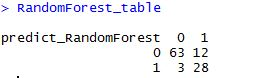 > RandomForest_table
predict_RandomForest 0 1
0 63 12
1 3 28